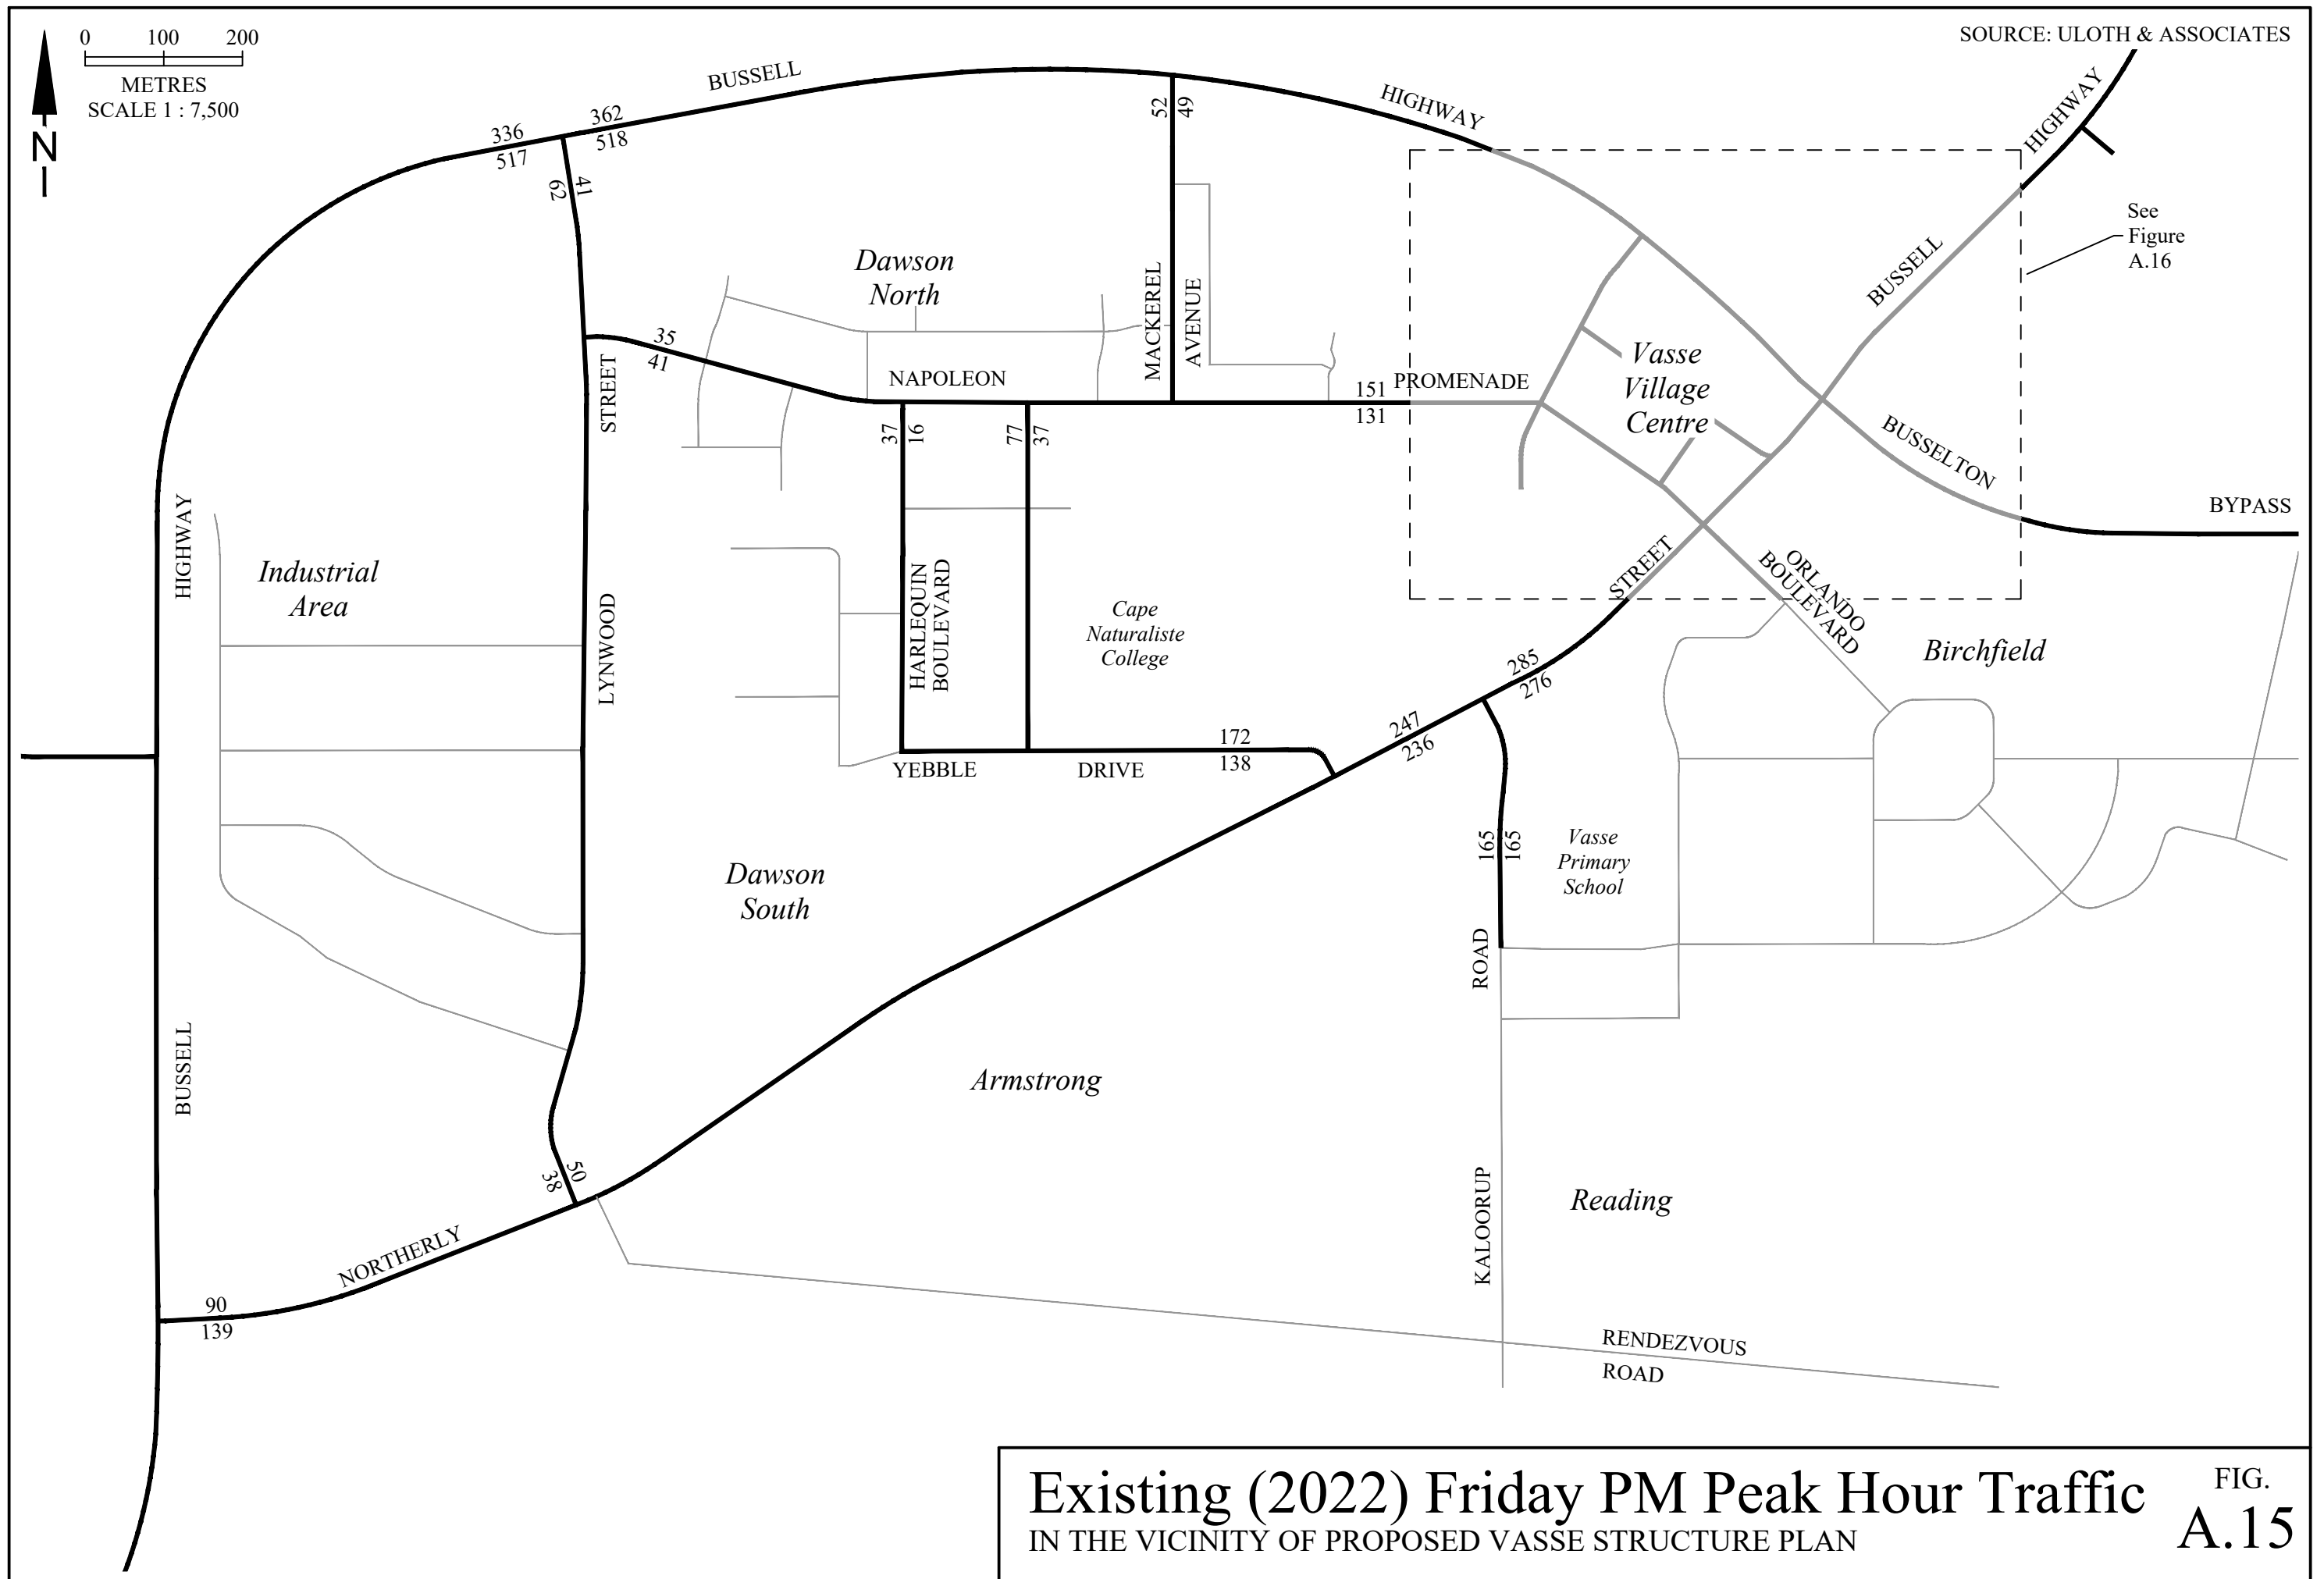 SOURCE: ULOTH & ASSOCIATES
0 100 200
METRES
SCALE 1 : 7,500
N
BUSSELL
HIGHWAY
HIGHWAY
336
517
362
518
62
41
52
49
See
Figure
A.16
Dawson
North
MACKEREL
AVENUE
BUSSELL
35
41
STREET
NAPOLEON
151
131
PROMENADE
Vasse
Village
Centre
37
16
77
37
BUSSELTON
BYPASS
HIGHWAY
Industrial
Area
LYNWOOD
HARLEQUIN
BOULEVARD
Cape
Naturaliste
College
STREET
ORLANDO
BOULEVARD
Birchfield
285
276
247
236
172
138
YEBBLE
DRIVE
165
165
Vasse
Primary
School
Dawson
South
ROAD
BUSSELL
Armstrong
38
50
KALOORUP
Reading
NORTHERLY
90
139
RENDEZVOUS
ROAD
Existing (2022) Friday PM Peak Hour Traffic
IN THE VICINITY OF PROPOSED VASSE STRUCTURE PLAN
FIG.
A.15